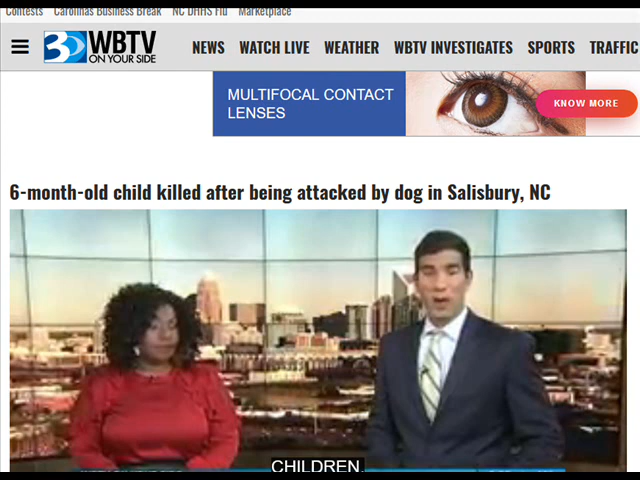 Contests Carolinas Business Break NC DHHS Flu Marketplace
3 WBTV
ON YOUR SIDE
NEWS WATCH LIVE WEATHER WBTV INVESTIGATES SPORTS TRAFFIC
MULTIFOCAL CONTACT
LENSES
KNOW MORE
6-month-old child killed after being attacked by dog in Salisbury, NC
CHILDREN.